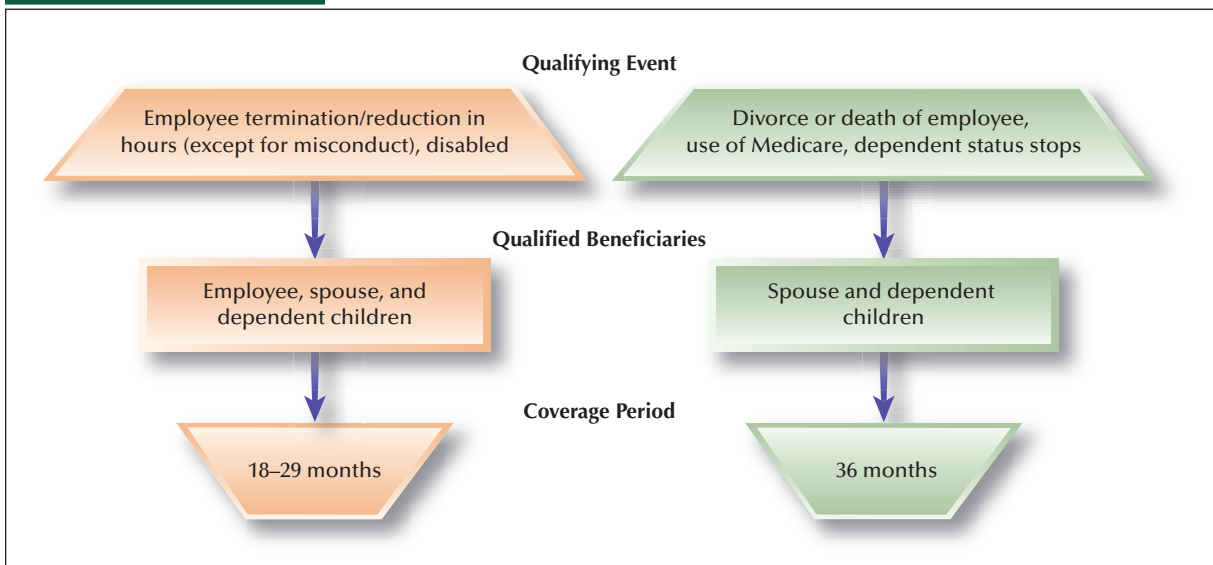 Qualifying Event
Employee termination/reduction in
hours (except for misconduct), disabled
Divorce or death of employee,
use of Medicare, dependent status stops
Qualified Beneficiaries
Employee, spouse, and
dependent children
Spouse and dependent
children
Coverage Period
18–29 months
36 months